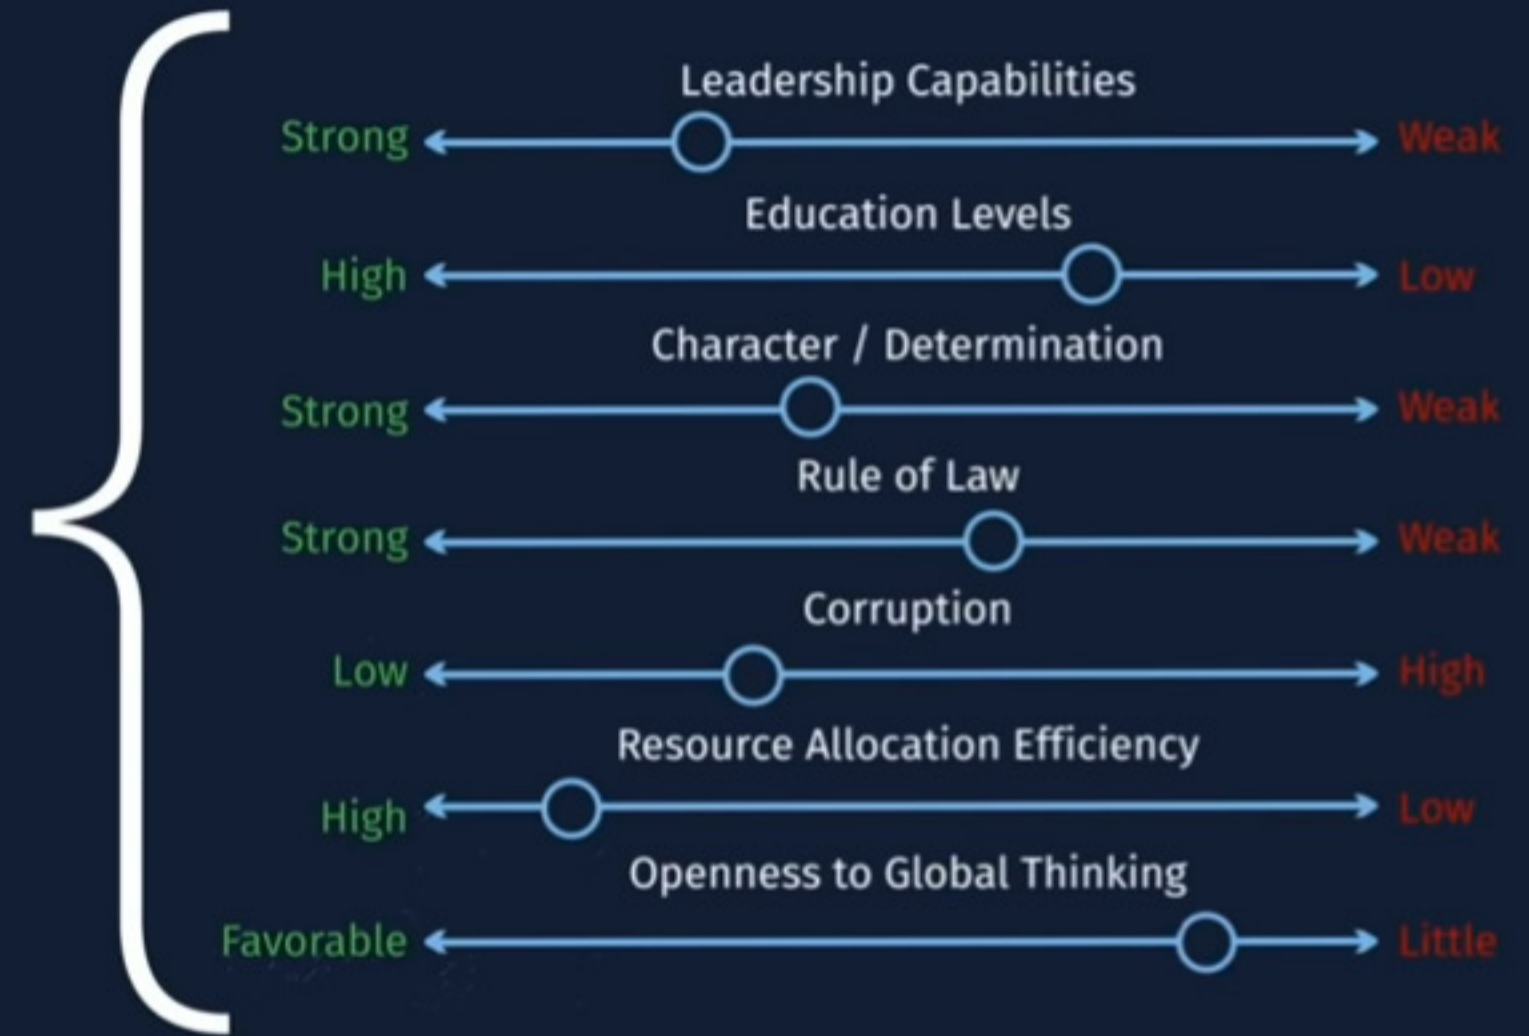 Leadership Capabilities
Strong Weak
Education Levels
High Low
Character / Determination
Strong Weak
Rule of Law
Strong Weak
Corruption
Low High
Resource Allocation Efficiency
High Low
Openness to Global Thinking
Favorable Little